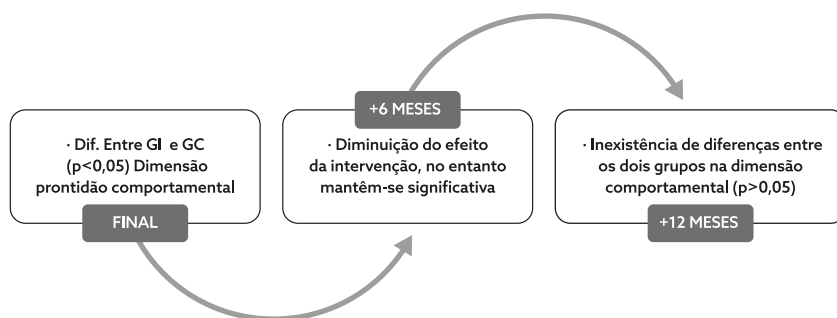 · Dif. Entre GI e GC
(p<0,05) Dimensão
prontidão comportamental
FINAL
+6 MESES
· Diminuição do efeito
da intervenção, no entanto
mantêm-se significativa
· Inexistência de diferenças entre
os dois grupos na dimensão
comportamental (p>0,05)
+12 MESES